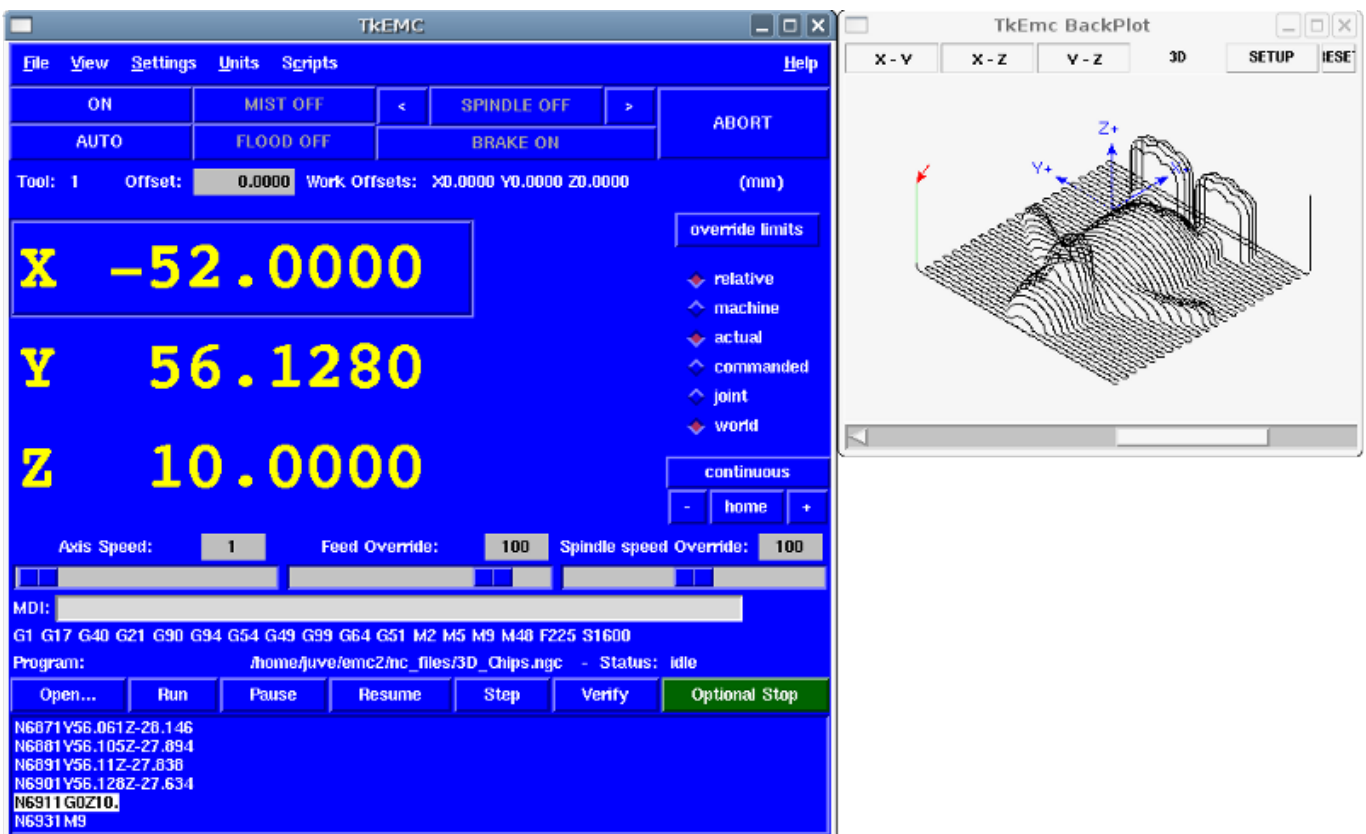 TkEMC
File View Settings Units Scripts Help
ON MIST OFF < SPINDLE OFF > ABORT
AUTO FLOOD OFF BRAKE ON
Tool: 1 Offset: 0.0000 Work Offsets: X0.0000 Y0.0000 Z0.0000 (mm)
override limits
X -52.0000
relative
machine
actual
Y 56.1280
commanded
joint
world
Z 10.0000
continuous
- home +
Axis Speed: 1 Feed Override: 100 Spindle speed Override: 100
MDI:
G1 G17 G40 G21 G90 G94 G54 G49 G99 G64 G51 M2 M5 M9 M48 F225 S1600
Program: /home/juve/emc2/nc_files/3D_Chips.ngc - Status: idle
Open... Run Pause Resume Step Verify Optional Stop
N6871Y56.061Z-28.146
N6881Y56.105Z-27.894
N6891Y56.11Z-27.838
N6901Y56.128Z-27.634
N6911G0Z10.
N6931M9
TkEmc BackPlot
X - Y X - Z Y - Z 3D SETUP RESET
Z+
Y+ X+